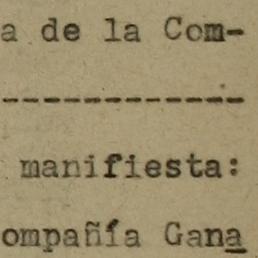 a de la Com-
------------
manifiesta:
ompañía Gana